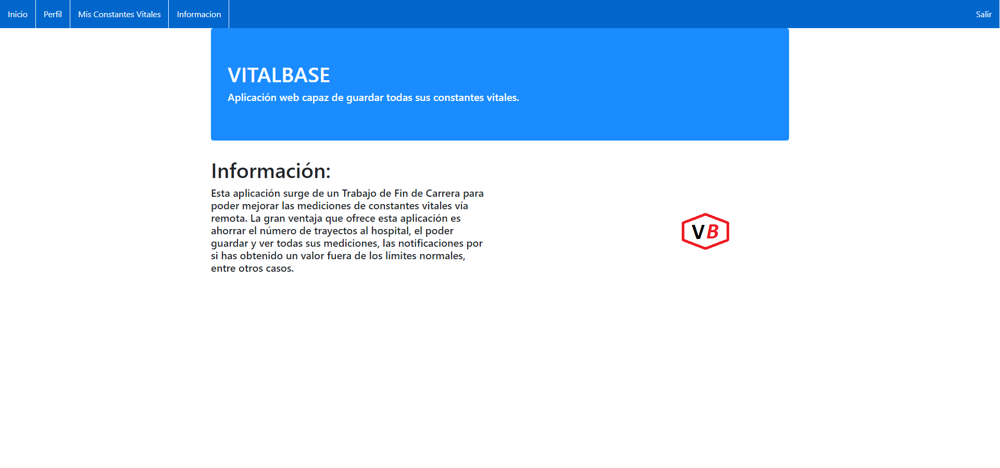 Inicio
Perfil
Mis Constantes Vitales
Informacion
Salir
VITALBASE
Aplicación web capaz de guardar todas sus constantes vitales.
Información:
Esta aplicación surge de un Trabajo de Fin de Carrera para
poder mejorar las mediciones de constantes vitales vía
remota. La gran ventaja que ofrece esta aplicación es
ahorrar el número de trayectos al hospital, el poder
guardar y ver todas sus mediciones, las notificaciones por
si has obtenido un valor fuera de los límites normales,
entre otros casos.
VB